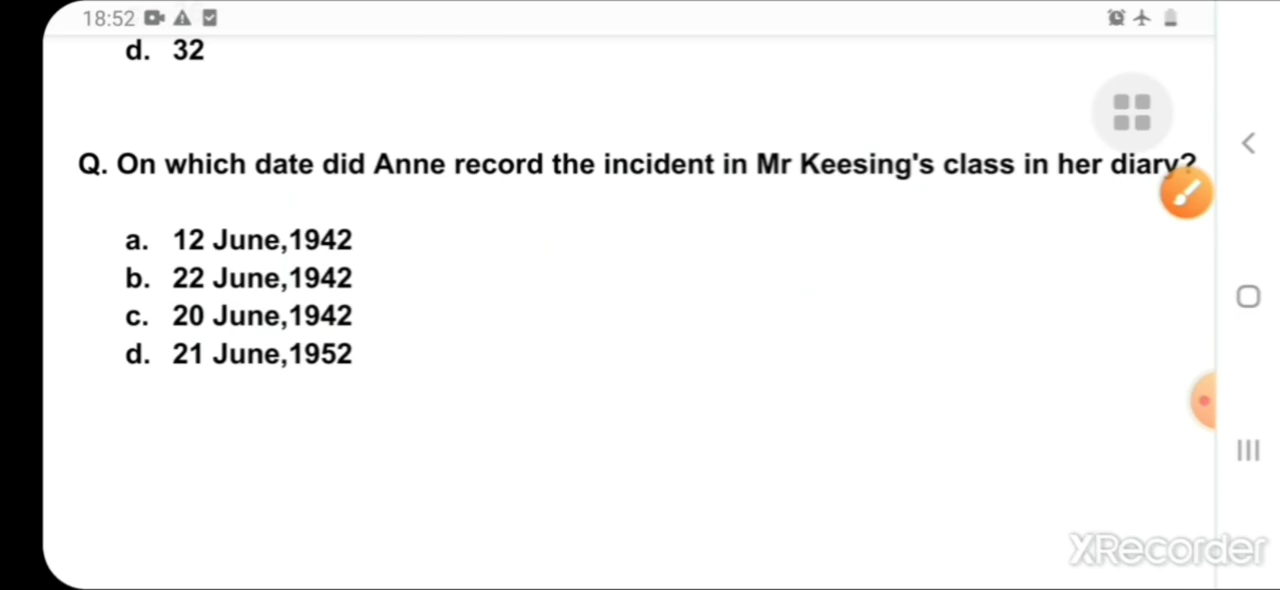 18:52
d. 32
Q. On which date did Anne record the incident in Mr Keesing's class in her diary?
a. 12 June,1942
b. 22 June,1942
c. 20 June,1942
d. 21 June,1952
XRecorder